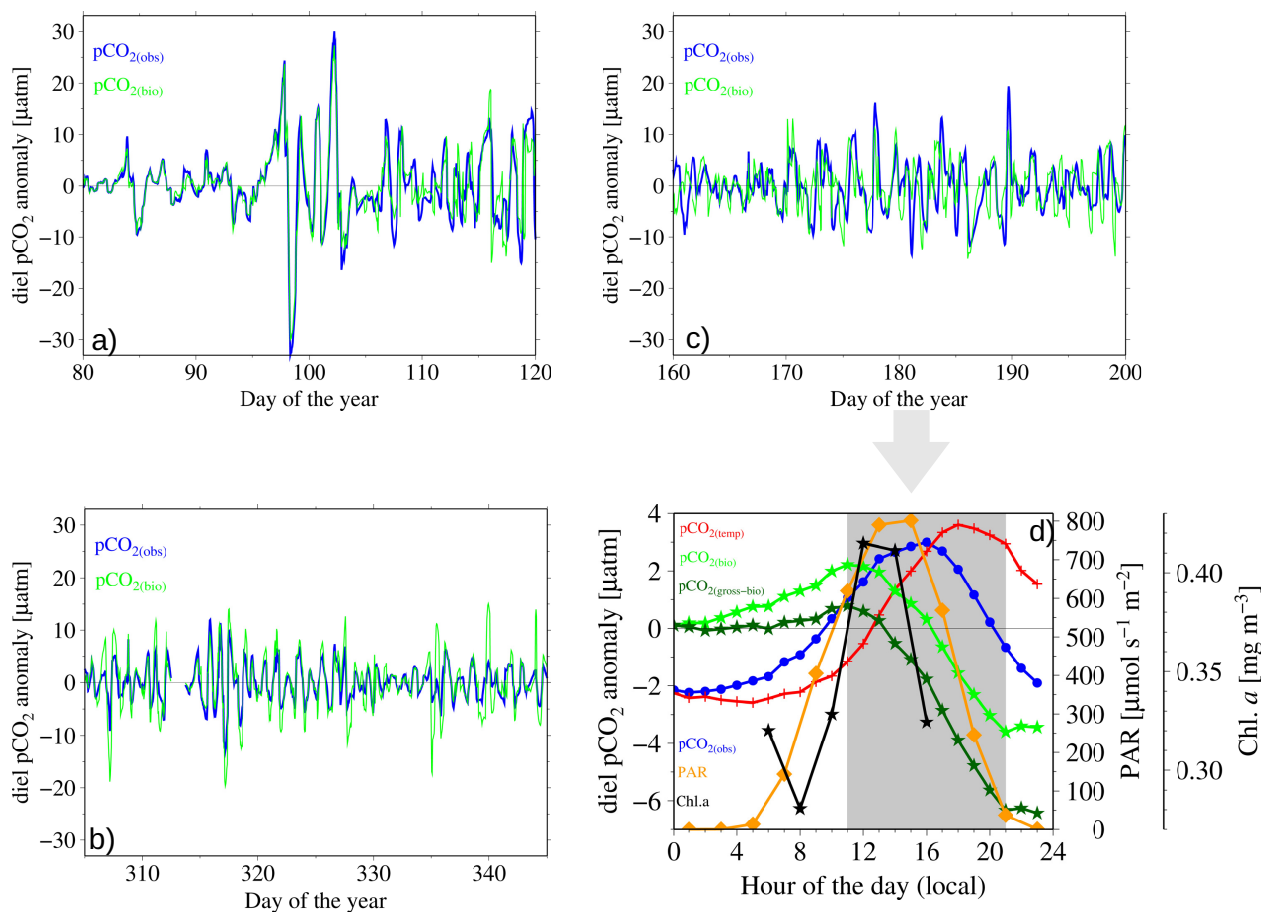 30
20
10
0
−10
−20
−30
diel pCO2 anomaly [µatm]
pCO2(obs)
pCO2(bio)
a)
80 90 100 110 120
Day of the year
30
20
10
0
−10
−20
−30
diel pCO2 anomaly [µatm]
pCO2(obs)
pCO2(bio)
c)
160 170 180 190 200
Day of the year
30
20
10
0
−10
−20
−30
diel pCO2 anomaly [µatm]
pCO2(obs)
pCO2(bio)
b)
310 320 330 340
Day of the year
4
2
0
−2
−4
−6
diel pCO2 anomaly [µatm]
pCO2(temp)
pCO2(bio)
pCO2(gross−bio)
pCO2(obs)
PAR
Chl.a
d)
0 4 8 12 16 20 24
Hour of the day (local)
800
700
600
500
400
300
200
100
00
PAR [µmol s−1 m−2]
0.40
0.35
0.30
Chl. a [mg m−3]